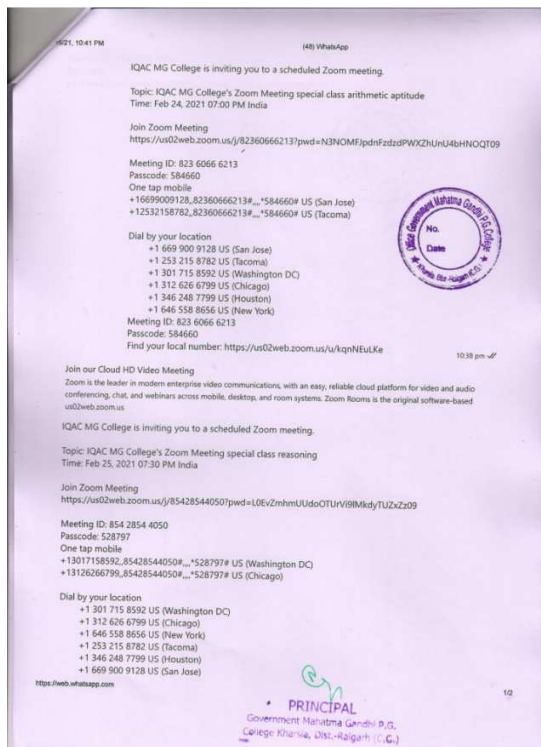 (48) WhatsApp
IQAC MG College is inviting you to a scheduled Zoom meeting.
Topic: IQAC MG College's Zoom Meeting special class arithmetic aptitude
Time: Feb 24, 2021 07:00 PM India
Join Zoom Meeting
https://us02web.zoom.us/j/82360666213?pwd=N3NOMFJpdnFzdzdPWXZhUnU4bHNOQT09
Meeting ID: 823 6066 6213
Passcode: 584660
One tap mobile
+16699009128,,82360666213#,,,,*584660# US (San Jose)
+12532158782,,82360666213#,,,,*584660# US (Tacoma)
Office Government Mahatma Gandhi P.G. College
No.
Date
Dial by your location
+1 669 900 9128 US (San Jose)
+1 253 215 8782 US (Tacoma)
+1 301 715 8592 US (Washington DC)
+1 312 626 6799 US (Chicago)
+1 346 248 7799 US (Houston)
+1 646 558 8656 US (New York)
Meeting ID: 823 6066 6213
Passcode: 584660
Find your local number: https://us02web.zoom.us/u/kqnNEuLKe
10:38 pm
Join our Cloud HD Video Meeting
Zoom is the leader in modern enterprise video communications, with an easy, reliable cloud platform for video and audio
conferencing, chat, and webinars across mobile, desktop, and room systems. Zoom Rooms is the original software-based
us02web.zoom.us
IQAC MG College is inviting you to a scheduled Zoom meeting.
Topic: IQAC MG College's Zoom Meeting special class reasoning
Time: Feb 25, 2021 07:30 PM India
Join Zoom Meeting
https://us02web.zoom.us/j/85428544050?pwd=L0EvZmhmUUdoOTUrVi9lMkdyTUZxZz09
Meeting ID: 854 2854 4050
Passcode: 528797
One tap mobile
+13017158592,,85428544050#,,,,*528797# US (Washington DC)
+13126266799,,85428544050#,,,,*528797# US (Chicago)
Dial by your location
+1 301 715 8592 US (Washington DC)
+1 312 626 6799 US (Chicago)
+1 646 558 8656 US (New York)
+1 253 215 8782 US (Tacoma)
+1 346 248 7799 US (Houston)
+1 669 900 9128 US (San Jose)
https://web.whatsapp.com
1/2
PRINCIPAL
Government Mahatma Gandhi P.G.
College Kharsia, Dist.-Raigarh (C.G.)